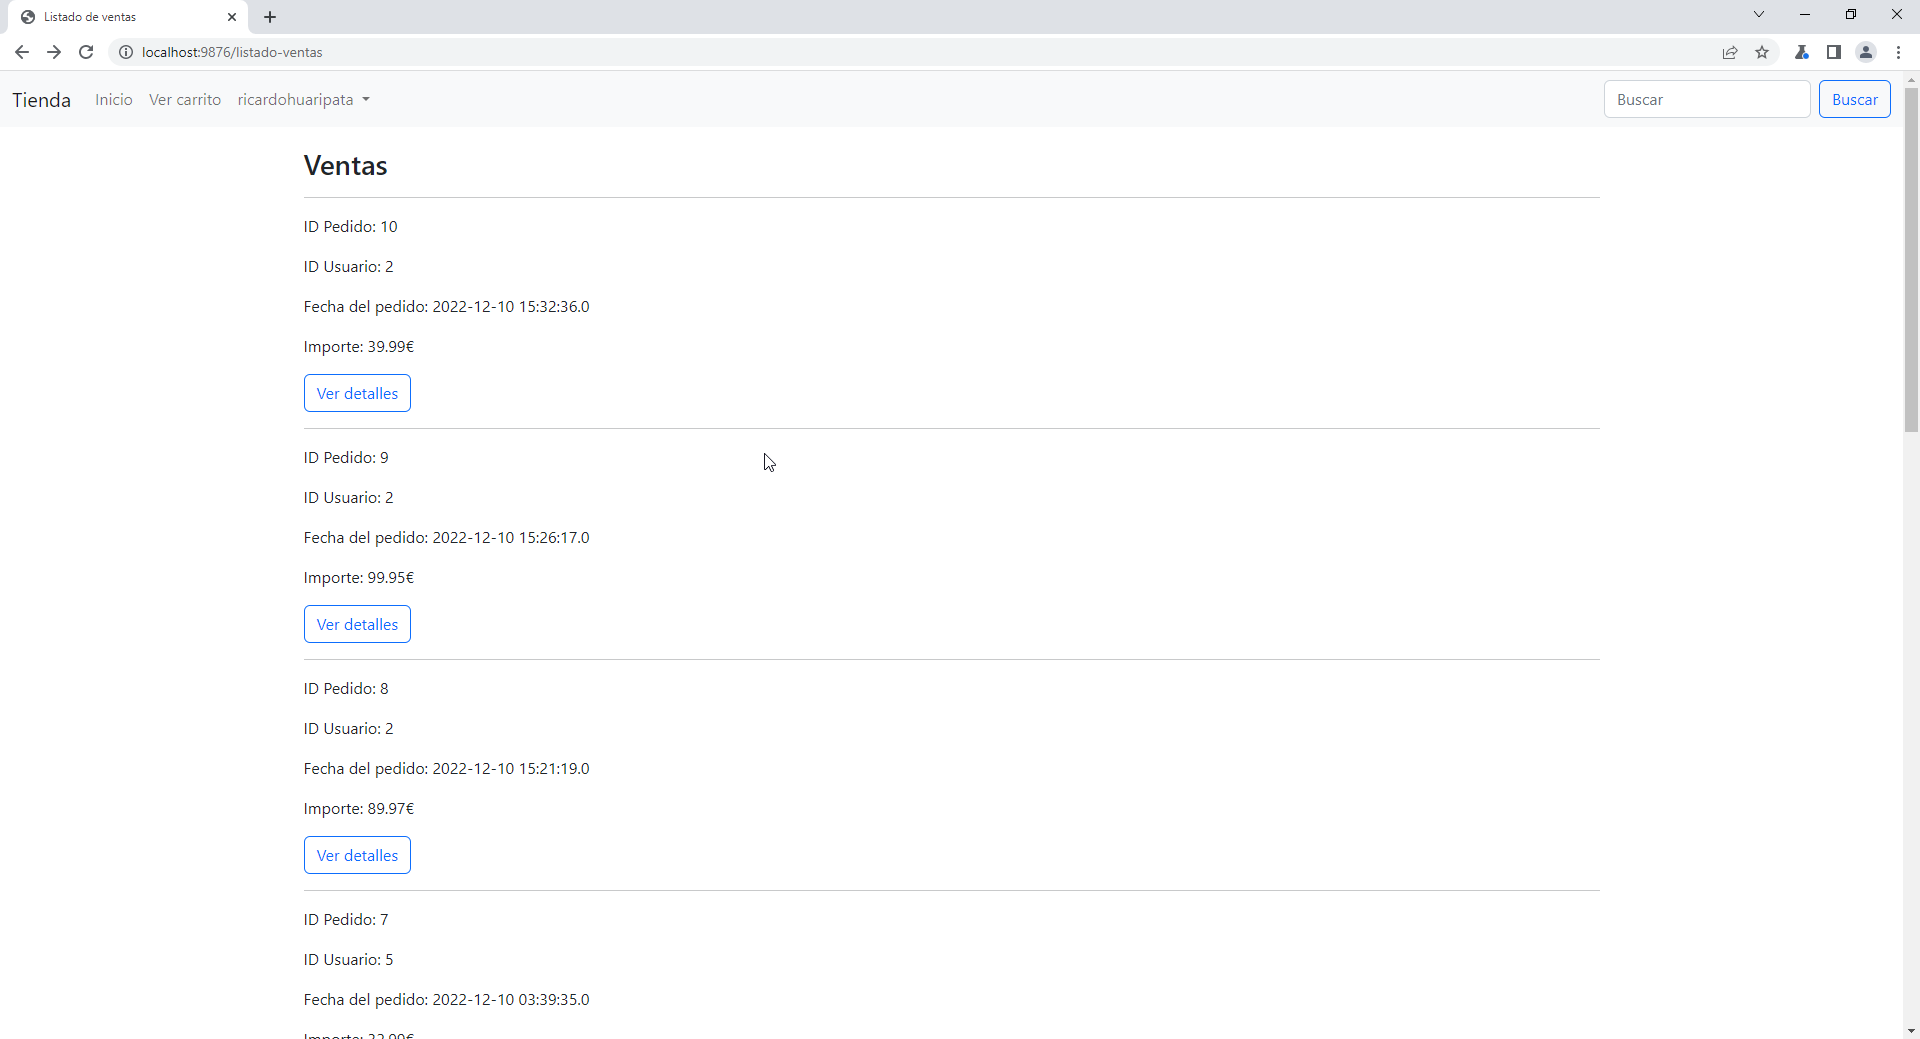 Listado de ventas
localhost:9876/listado-ventas
Tienda Inicio Ver carrito ricardohuaripata Buscar Buscar
Ventas
ID Pedido: 10
ID Usuario: 2
Fecha del pedido: 2022-12-10 15:32:36.0
Importe: 39.99€
Ver detalles
ID Pedido: 9
ID Usuario: 2
Fecha del pedido: 2022-12-10 15:26:17.0
Importe: 99.95€
Ver detalles
ID Pedido: 8
ID Usuario: 2
Fecha del pedido: 2022-12-10 15:21:19.0
Importe: 89.97€
Ver detalles
ID Pedido: 7
ID Usuario: 5
Fecha del pedido: 2022-12-10 03:39:35.0
Importe: